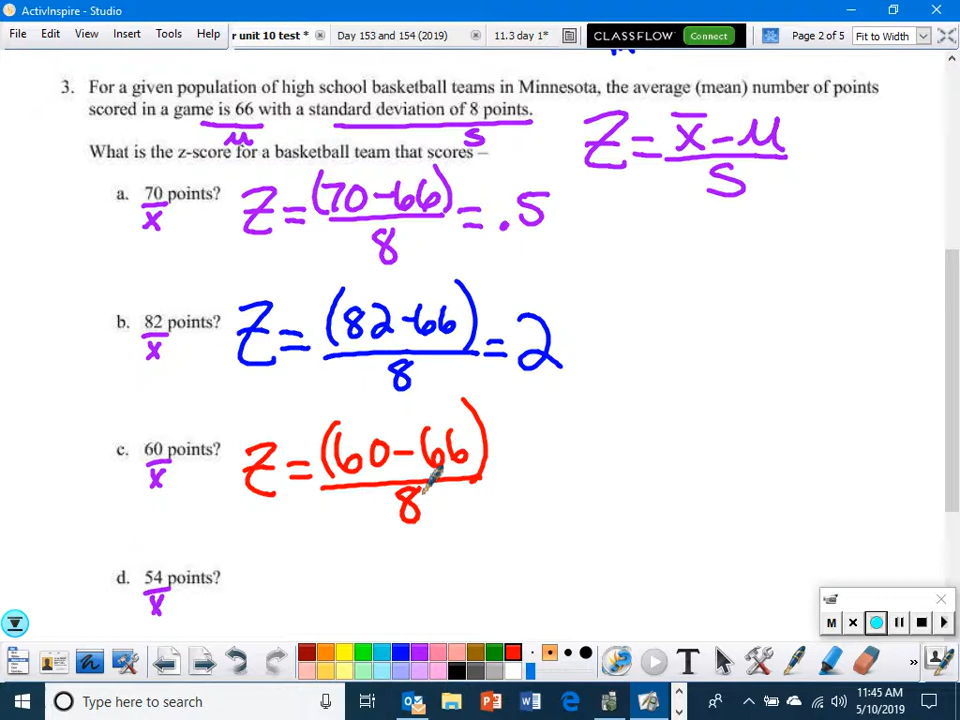 ActivInspire - Studio
File Edit View Insert Tools Help
r unit 10 test * Day 153 and 154 (2019) 11.3 day 1* CLASSFLOW Connect Page 2 of 5 Fit to Width
3. For a given population of high school basketball teams in Minnesota, the average (mean) number of points
scored in a game is 66 with a standard deviation of 8 points.
μ s
Z = x̄ - μ / s
What is the z-score for a basketball team that scores –
a. 70 points? Z = (70-66) / 8 = .5
x
b. 82 points? Z = (82-66) / 8 = 2
x
c. 60 points? Z = (60-66) / 8
x
d. 54 points?
x
M
T
Type here to search
11:45 AM
5/10/2019